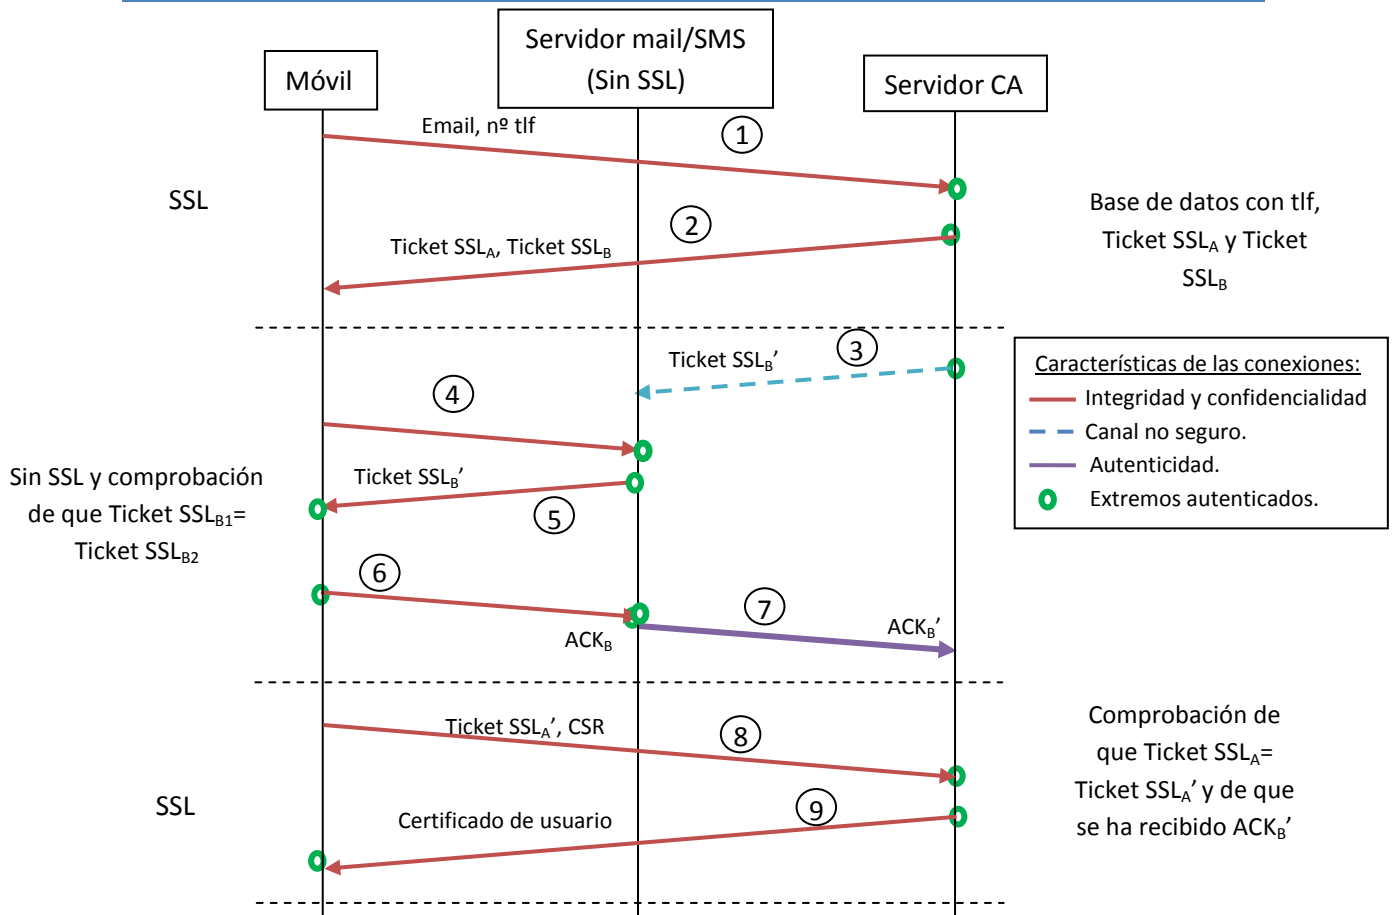 Servidor mail/SMS
(Sin SSL)
Móvil
Servidor CA
Email, nº tlf
1
SSL
2
Ticket SSLA, Ticket SSLB
Base de datos con tlf,
Ticket SSLA y Ticket
SSLB
3
Ticket SSLB’
Características de las conexiones:
Integridad y confidencialidad
Canal no seguro.
Autenticidad.
Extremos autenticados.
4
Sin SSL y comprobación
de que Ticket SSLB1=
Ticket SSLB2
Ticket SSLB’
5
6
7
ACKB
ACKB’
Ticket SSLA’, CSR
8
Comprobación de
que Ticket SSLA=
Ticket SSLA’ y de que
se ha recibido ACKB’
SSL
9
Certificado de usuario